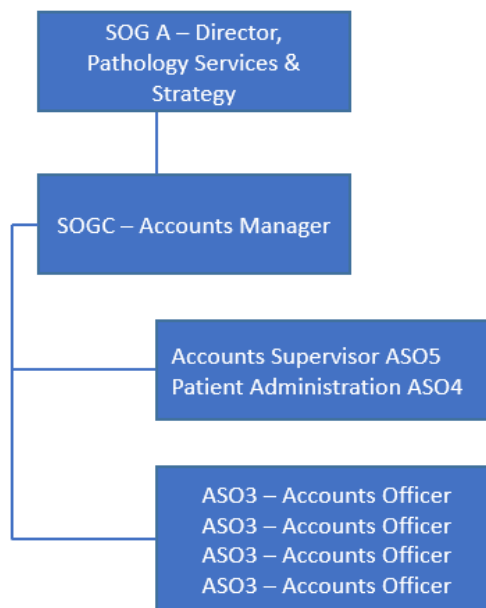 SOG A – Director,
Pathology Services &
Strategy
SOGC – Accounts Manager
Accounts Supervisor ASO5
Patient Administration ASO4
ASO3 – Accounts Officer
ASO3 – Accounts Officer
ASO3 – Accounts Officer
ASO3 – Accounts Officer